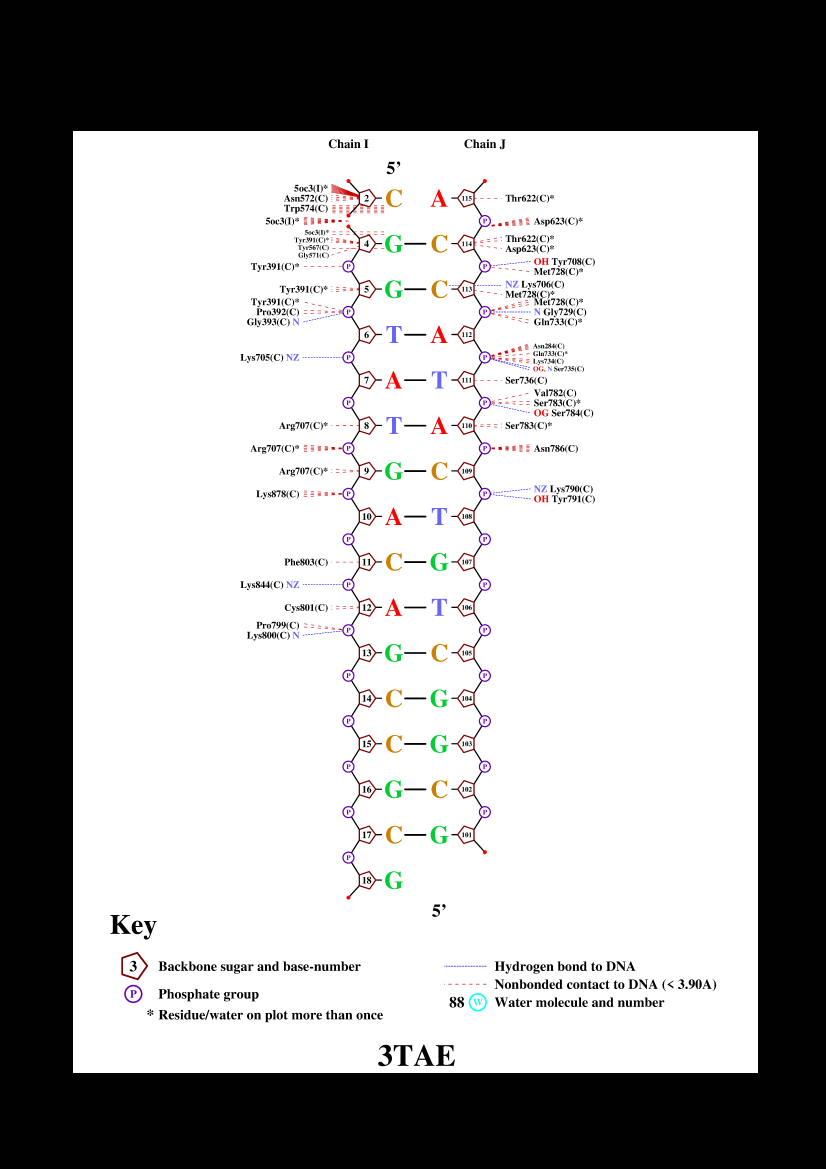 Chain I Chain J
5’
5oc3(I)*
Asn572(C) 2 C A 115 Thr622(C)*
Trp574(C)
5oc3(I)* P Asp623(C)*
5oc3(I)*
Tyr391(C)* 4 G C 114 Thr622(C)*
Tyr567(C) Asp623(C)*
Gly571(C)
OH Tyr708(C)
Tyr391(C)* P P Met728(C)*
NZ Lys706(C)
Tyr391(C)* 5 G C 113 Met728(C)*
Tyr391(C)* Met728(C)*
Pro392(C) P P N Gly729(C)
Gly393(C) N Gln733(C)*
6 T A 112
Asn284(C)
Gln733(C)*
Lys705(C) NZ P P Lys734(C)
OG, N Ser735(C)
7 A T 111 Ser736(C)
Val782(C)
P P Ser783(C)*
OG Ser784(C)
Arg707(C)* 8 T A 110 Ser783(C)*
Arg707(C)* P P Asn786(C)
Arg707(C)* 9 G C 109
Lys878(C) P P NZ Lys790(C)
OH Tyr791(C)
10 A T 108
P P
Phe803(C) 11 C G 107
Lys844(C) NZ P P
Cys801(C) 12 A T 106
Pro799(C) P P
Lys800(C) N
13 G C 105
P P
14 C G 104
P P
15 C G 103
P P
16 G C 102
P P
17 C G 101
P
18 G
5’
Key
3 Backbone sugar and base-number
P Phosphate group
* Residue/water on plot more than once
Hydrogen bond to DNA
Nonbonded contact to DNA (< 3.90A)
88 W Water molecule and number
3TAE